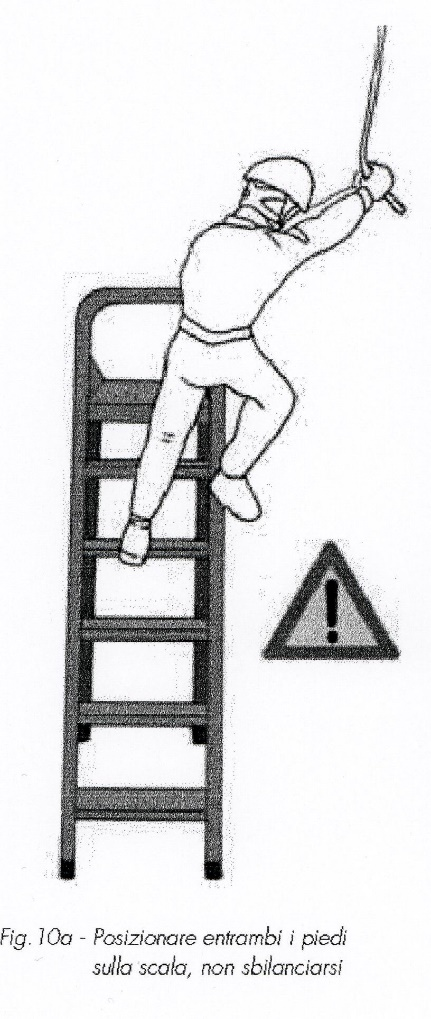 !
Fig. 10a - Posizionare entrambi i piedi
sulla scala, non sbilanciarsi